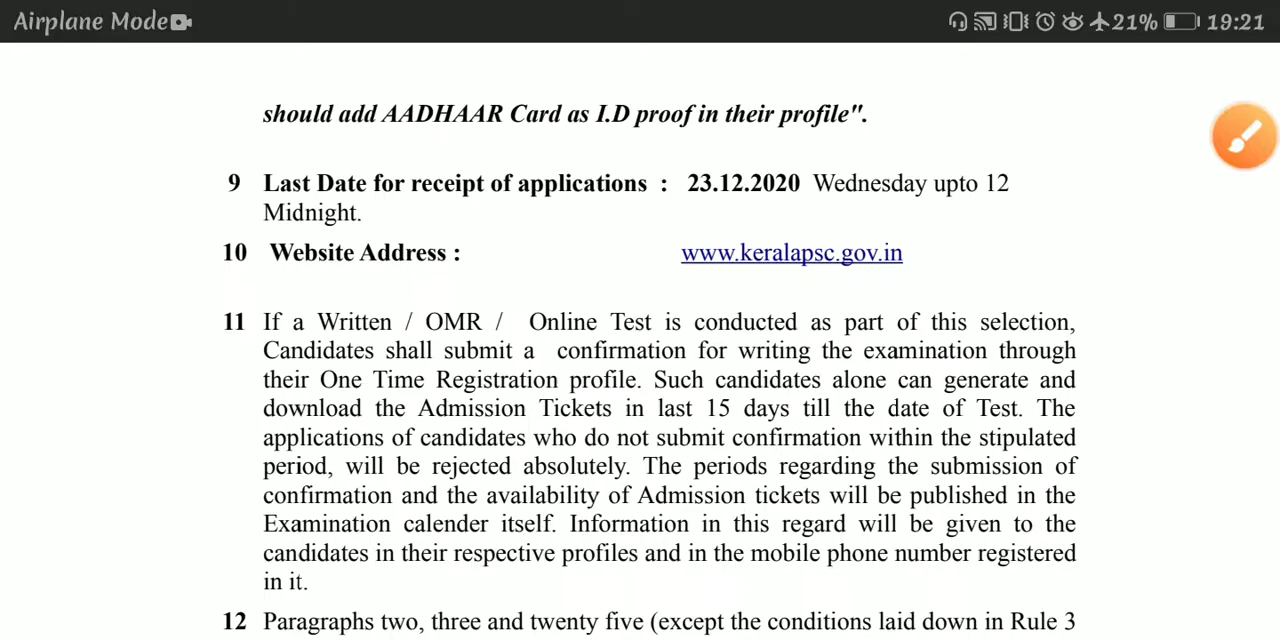 Airplane Mode 21% 19:21
should add AADHAAR Card as I.D proof in their profile".
9 Last Date for receipt of applications : 23.12.2020 Wednesday upto 12
Midnight.
10 Website Address : www.keralapsc.gov.in
11 If a Written / OMR / Online Test is conducted as part of this selection,
Candidates shall submit a confirmation for writing the examination through
their One Time Registration profile. Such candidates alone can generate and
download the Admission Tickets in last 15 days till the date of Test. The
applications of candidates who do not submit confirmation within the stipulated
period, will be rejected absolutely. The periods regarding the submission of
confirmation and the availability of Admission tickets will be published in the
Examination calender itself. Information in this regard will be given to the
candidates in their respective profiles and in the mobile phone number registered
in it.
12 Paragraphs two, three and twenty five (except the conditions laid down in Rule 3